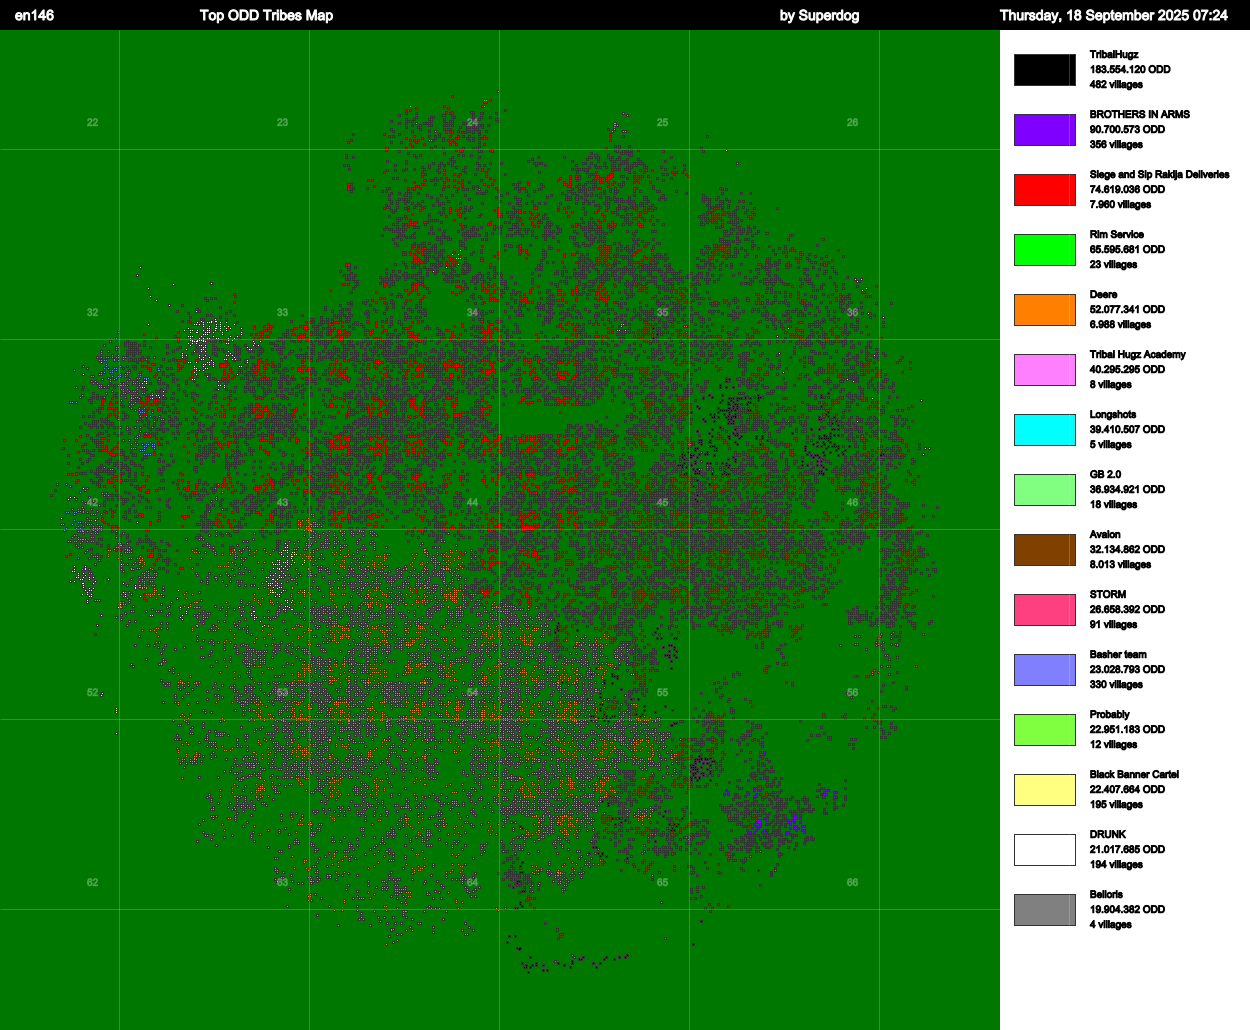 en146 Top ODD Tribes Map by Superdog Thursday, 18 September 2025 07:24
22 23 24 25 26
32 33 34 35 36
42 43 44 45 46
52 53 54 55 56
62 63 64 65 66
TribalHugz
183.554.120 ODD
482 villages
BROTHERS IN ARMS
90.700.573 ODD
356 villages
Siege and Sip Rakija Deliveries
74.619.036 ODD
7.960 villages
Rim Service
65.595.681 ODD
23 villages
Deere
52.077.341 ODD
6.988 villages
Tribal Hugz Academy
40.295.295 ODD
8 villages
Longshots
39.410.507 ODD
5 villages
GB 2.0
36.934.921 ODD
18 villages
Avalon
32.134.862 ODD
8.013 villages
STORM
26.658.392 ODD
91 villages
Basher team
23.028.793 ODD
330 villages
Probably
22.951.183 ODD
12 villages
Black Banner Cartel
22.407.664 ODD
195 villages
DRUNK
21.017.685 ODD
194 villages
Belloris
19.904.382 ODD
4 villages